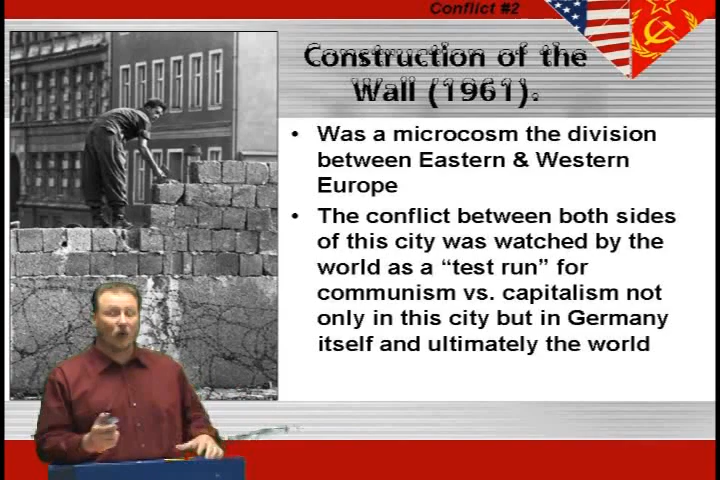 Conflict #2
Construction of the
Wall (1961).
• Was a microcosm the division
between Eastern & Western
Europe
• The conflict between both sides
of this city was watched by the
world as a “test run” for
communism vs. capitalism not
only in this city but in Germany
itself and ultimately the world